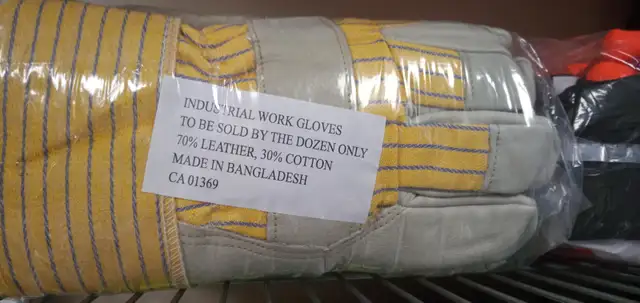 INDUSTRIAL WORK GLOVES
TO BE SOLD BY THE DOZEN ONLY
70% LEATHER, 30% COTTON
MADE IN BANGLADESH
CA 01369